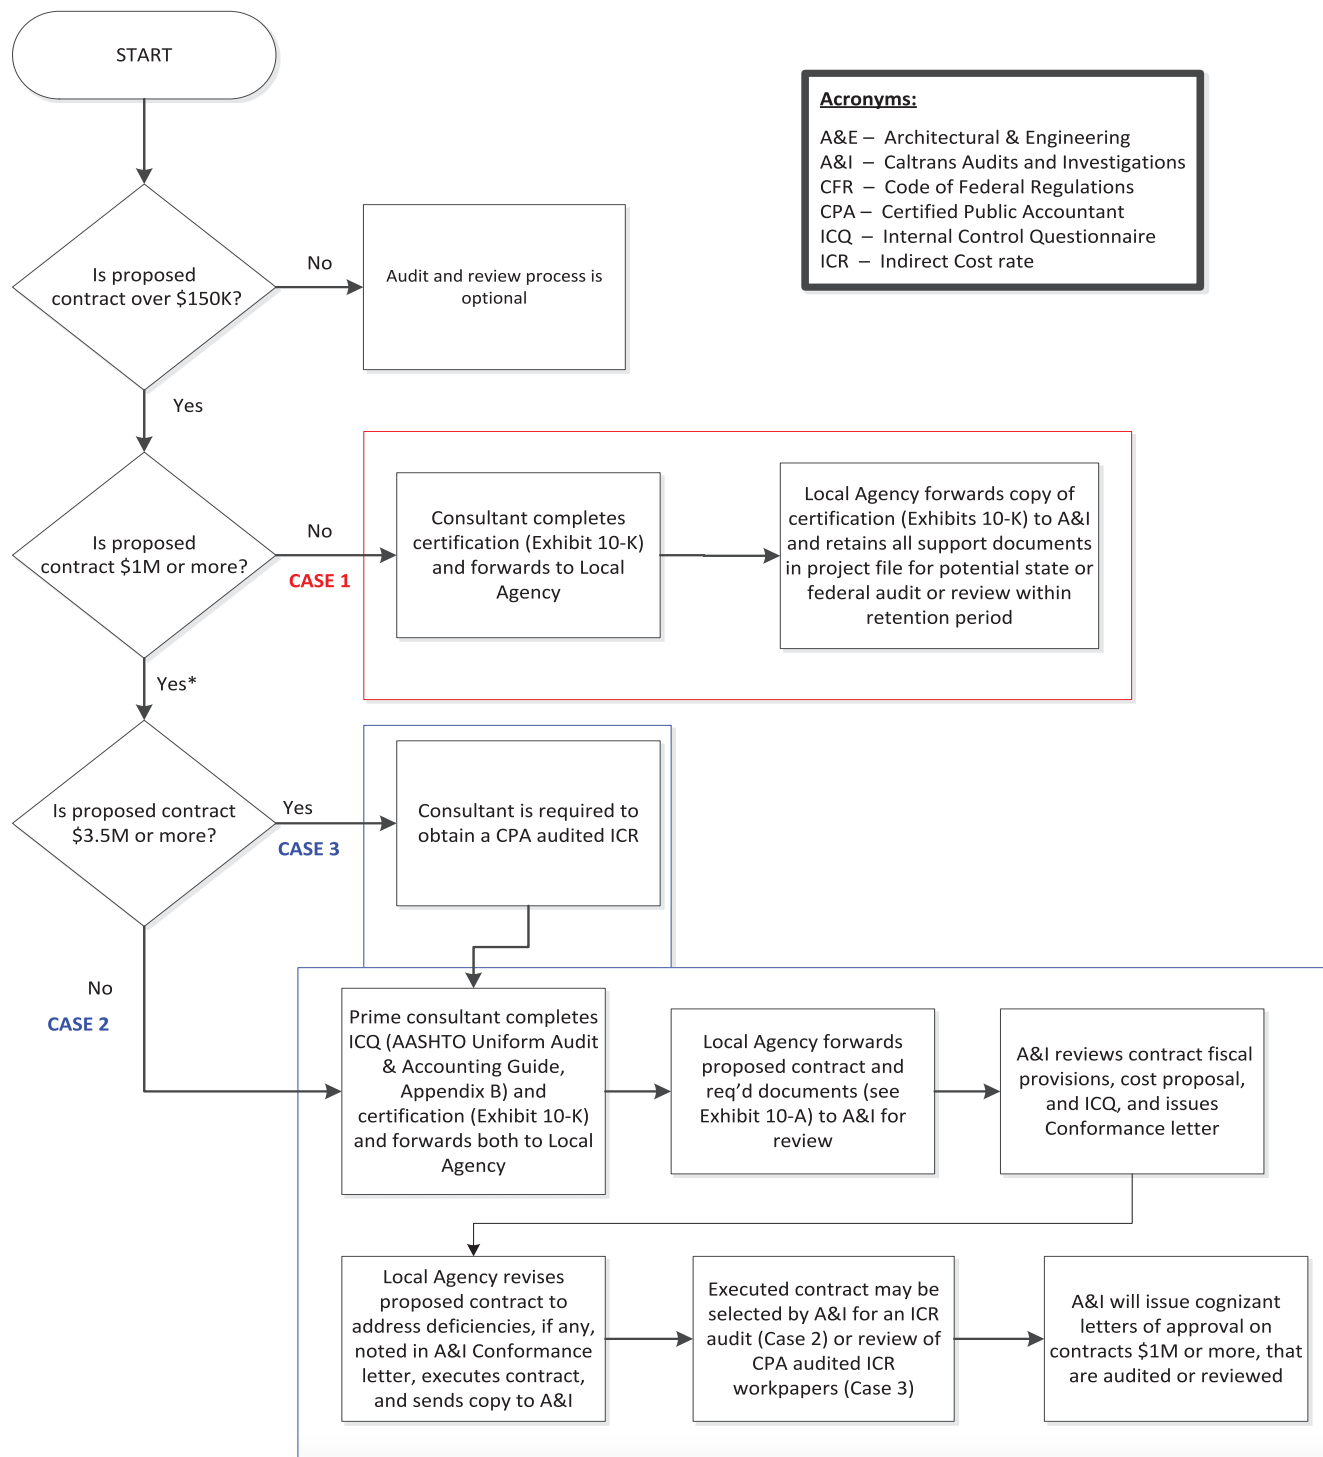 START
Acronyms:
A&E – Architectural & Engineering
A&I – Caltrans Audits and Investigations
CFR – Code of Federal Regulations
CPA – Certified Public Accountant
ICQ – Internal Control Questionnaire
ICR – Indirect Cost rate
Is proposed
contract over $150K?
No
Audit and review process is
optional
Yes
Is proposed
contract $1M or more?
No
CASE 1
Consultant completes
certification (Exhibit 10-K)
and forwards to Local
Agency
Local Agency forwards copy of
certification (Exhibits 10-K) to A&I
and retains all support documents
in project file for potential state or
federal audit or review within
retention period
Yes*
Is proposed contract
$3.5M or more?
Yes
CASE 3
Consultant is required to
obtain a CPA audited ICR
No
CASE 2
Prime consultant completes
ICQ (AASHTO Uniform Audit
& Accounting Guide,
Appendix B) and
certification (Exhibit 10-K)
and forwards both to Local
Agency
Local Agency forwards
proposed contract and
req’d documents (see
Exhibit 10-A) to A&I for
review
A&I reviews contract fiscal
provisions, cost proposal,
and ICQ, and issues
Conformance letter
Local Agency revises
proposed contract to
address deficiencies, if any,
noted in A&I Conformance
letter, executes contract,
and sends copy to A&I
Executed contract may be
selected by A&I for an ICR
audit (Case 2) or review of
CPA audited ICR
workpapers (Case 3)
A&I will issue cognizant
letters of approval on
contracts $1M or more, that
are audited or reviewed